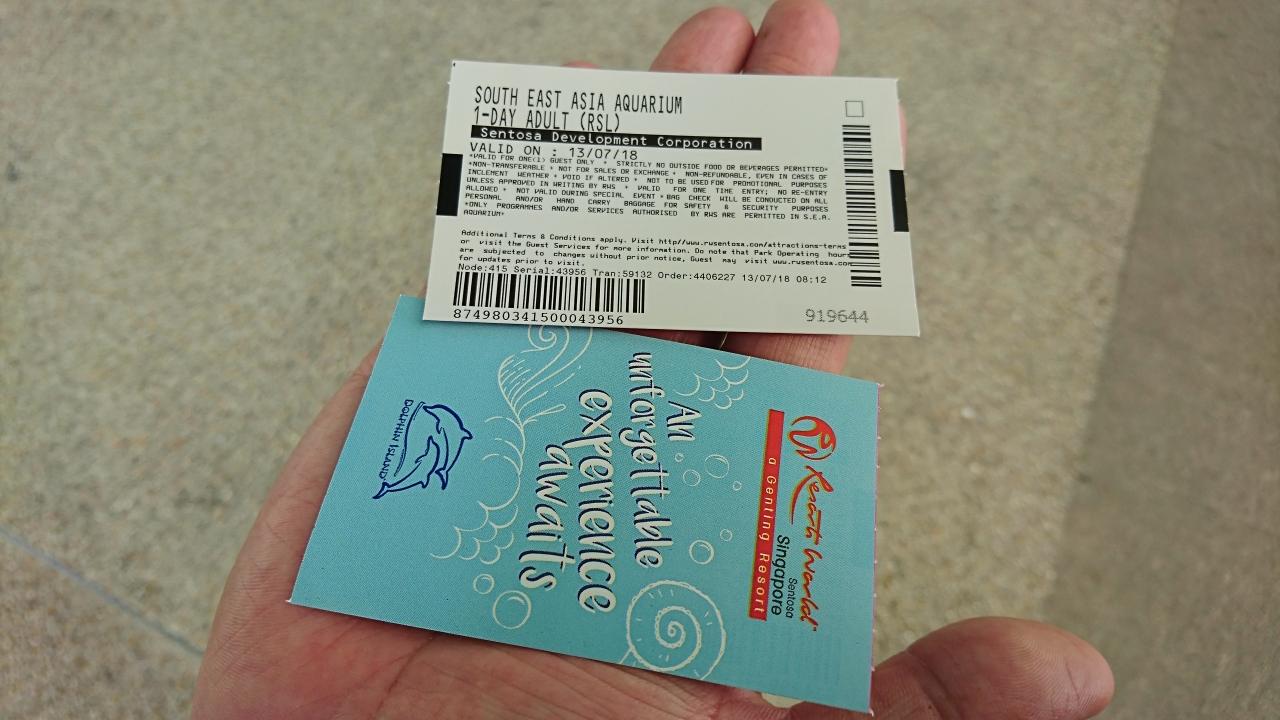 SOUTH EAST ASIA AQUARIUM
1-DAY ADULT (RSL)
Sentosa Development Corporation
VALID ON : 13/07/18
*VALID FOR ONE(1) GUEST ONLY * STRICTLY NO OUTSIDE FOOD OR BEVERAGES PERMITTED*
*NON-TRANSFERABLE * NOT FOR SALES OR EXCHANGE * NON-REFUNDABLE, EVEN IN CASES OF
INCLEMENT WEATHER * VOID IF ALTERED * NOT TO BE USED FOR PROMOTIONAL PURPOSES
UNLESS APPROVED IN WRITING BY RWS * VALID FOR ONE TIME ENTRY; NO RE-ENTRY
ALLOWED * NOT VALID DURING SPECIAL EVENT * BAG CHECK WILL BE CONDUCTED ON ALL
PERSONAL AND/OR HAND CARRY BAGGAGE FOR SAFETY & SECURITY PURPOSES
*ONLY PROGRAMMES AND/OR SERVICES AUTHORISED BY RWS ARE PERMITTED IN S.E.A.
AQUARIUM*
Additional Terms & Conditions apply. Visit http//www.rwsentosa.com/attractions-terms
or visit the Guest Services for more information. Do note that Park Operating hours
are subjected to changes without prior notice, Guest may visit www.rwsentosa.com
for updates prior to visit.
Node:415 Serial:43956 Tran:59132 Order:4406227 13/07/18 08:12
874980341500043956
919644
Resorts World
Sentosa
Singapore
a Genting Resort
An
unforgettable
experience
awaits
DOLPHIN ISLAND